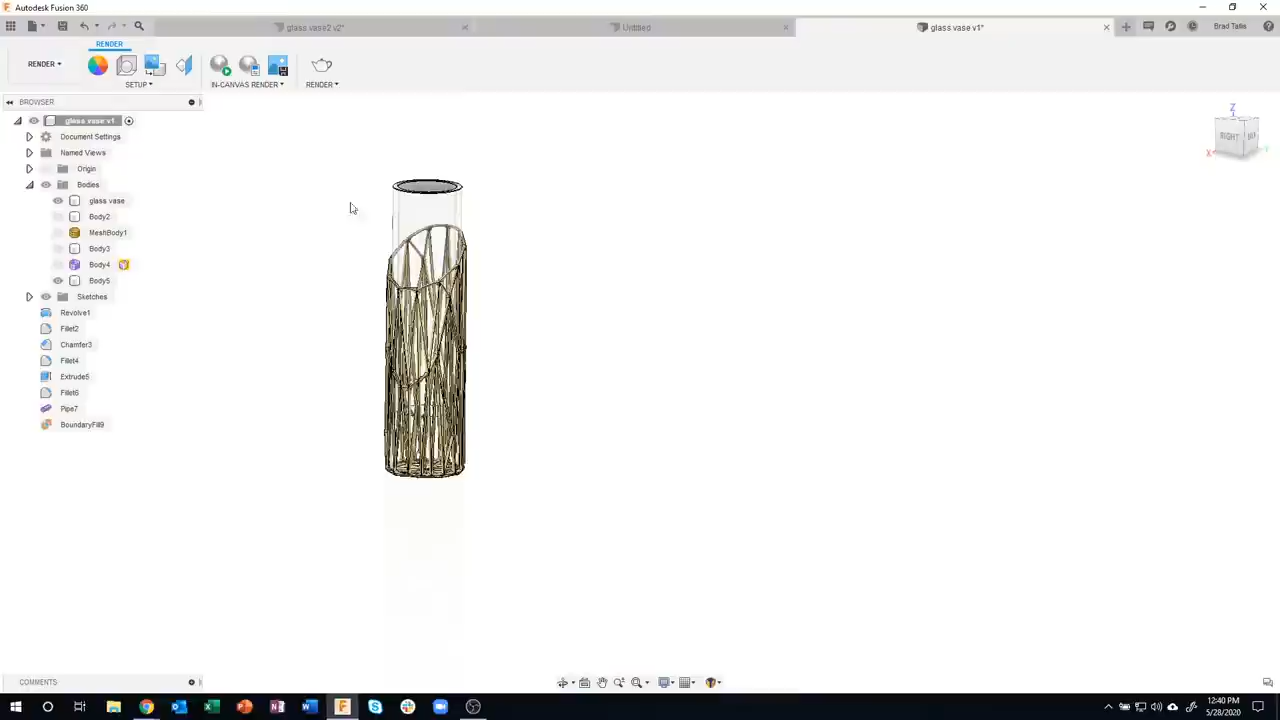 Autodesk Fusion 360
glass vase2 v2*
Untitled
glass vase v1*
Brad Tallis
RENDER
RENDER
SETUP
IN-CANVAS RENDER
RENDER
BROWSER
glass vase v1
Document Settings
Named Views
Origin
Bodies
glass vase
Body2
MeshBody1
Body3
Body4
Body5
Sketches
Revolve1
Fillet2
Chamfer3
Fillet4
Extrude5
Fillet6
Pipe7
BoundaryFill9
Z
RIGHT
X
COMMENTS
12:40 PM
5/28/2020